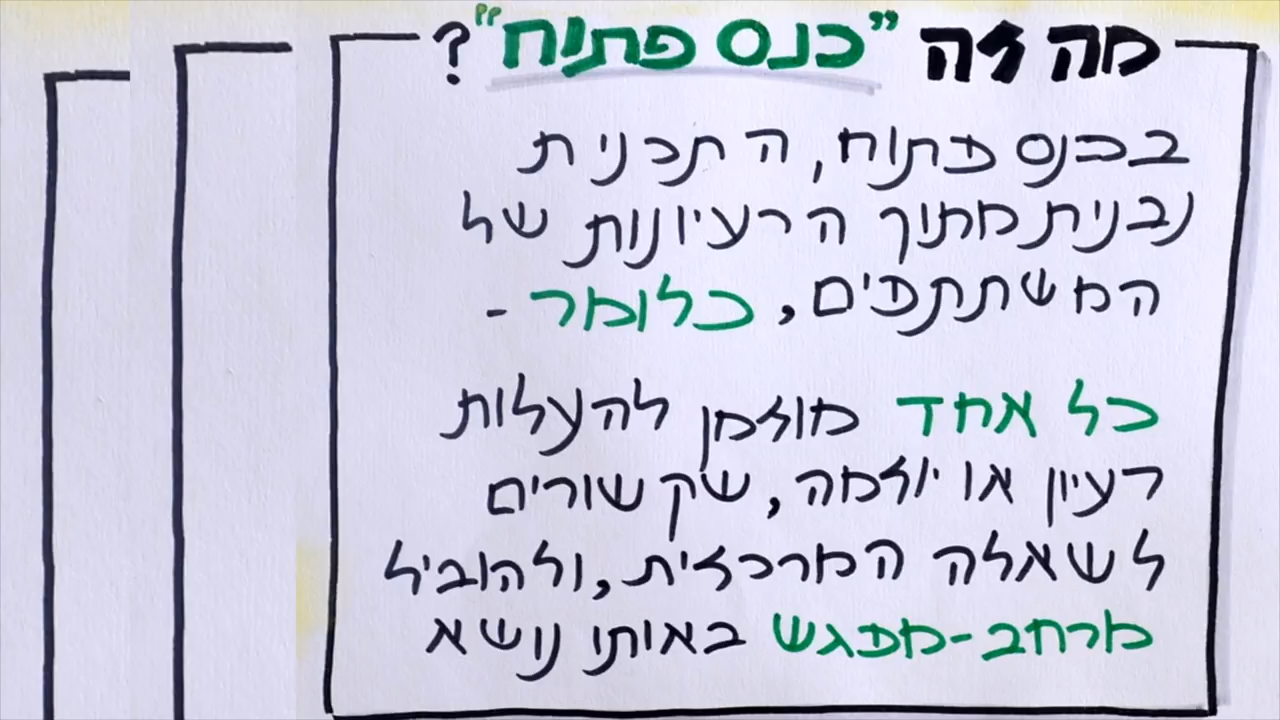 מה זה "כנס פתוח"?
בכנס פתוח, התכנית
נבנית מתוך הרעיונות של
המשתתפים, כלומר -
כל אחד מוזמן להעלות
רעיון או יוזמה, שקשורים
לשאלה המרכזית, ולהוביל
מרחב-מפגש באותו נושא